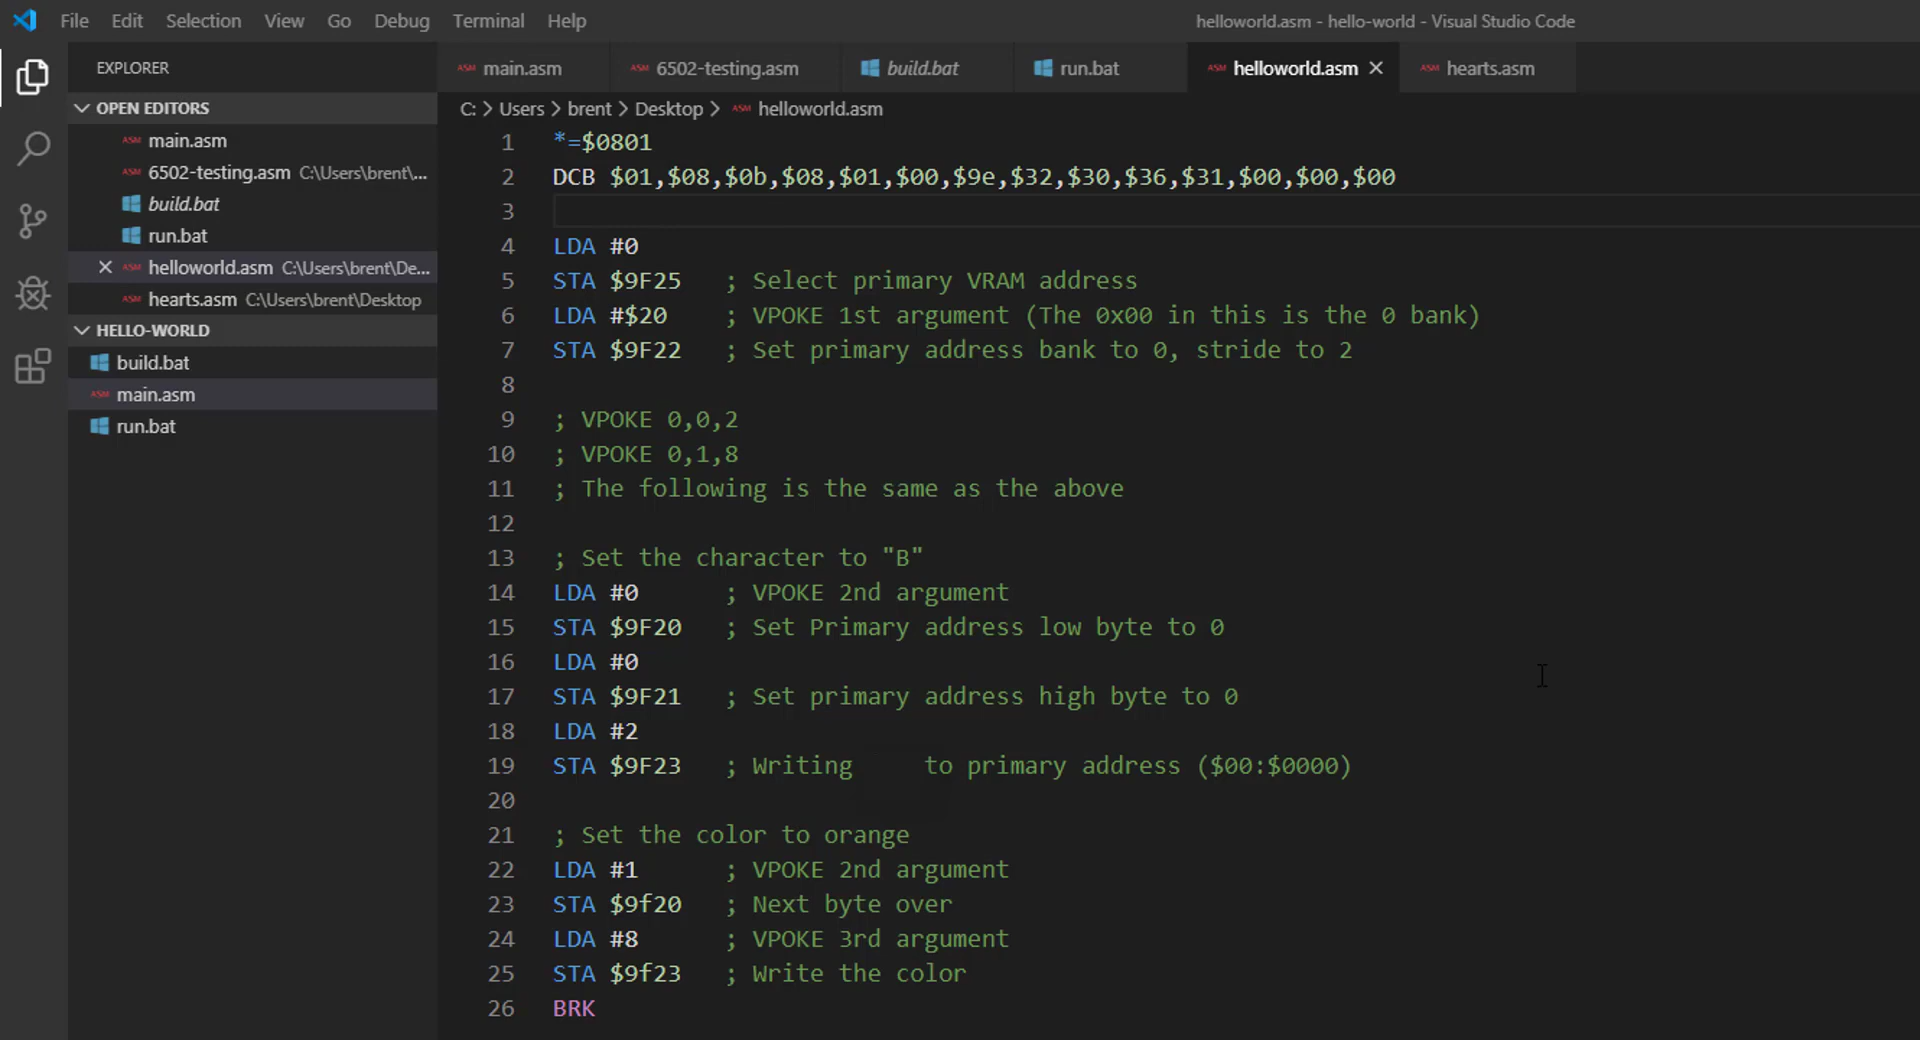 File Edit Selection View Go Debug Terminal Help
helloworld.asm - hello-world - Visual Studio Code
EXPLORER
OPEN EDITORS
ASM main.asm
ASM 6502-testing.asm C:\Users\brent\...
build.bat
run.bat
ASM helloworld.asm C:\Users\brent\De...
ASM hearts.asm C:\Users\brent\Desktop
HELLO-WORLD
build.bat
ASM main.asm
run.bat
ASM main.asm ASM 6502-testing.asm build.bat run.bat ASM helloworld.asm ASM hearts.asm
C: > Users > brent > Desktop > ASM helloworld.asm
1 *=$0801
2 DCB $01,$08,$0b,$08,$01,$00,$9e,$32,$30,$36,$31,$00,$00,$00
3
4 LDA #0
5 STA $9F25 ; Select primary VRAM address
6 LDA #$20 ; VPOKE 1st argument (The 0x00 in this is the 0 bank)
7 STA $9F22 ; Set primary address bank to 0, stride to 2
8
9 ; VPOKE 0,0,2
10 ; VPOKE 0,1,8
11 ; The following is the same as the above
12
13 ; Set the character to "B"
14 LDA #0 ; VPOKE 2nd argument
15 STA $9F20 ; Set Primary address low byte to 0
16 LDA #0
17 STA $9F21 ; Set primary address high byte to 0
18 LDA #2
19 STA $9F23 ; Writing to primary address ($00:$0000)
20
21 ; Set the color to orange
22 LDA #1 ; VPOKE 2nd argument
23 STA $9f20 ; Next byte over
24 LDA #8 ; VPOKE 3rd argument
25 STA $9f23 ; Write the color
26 BRK